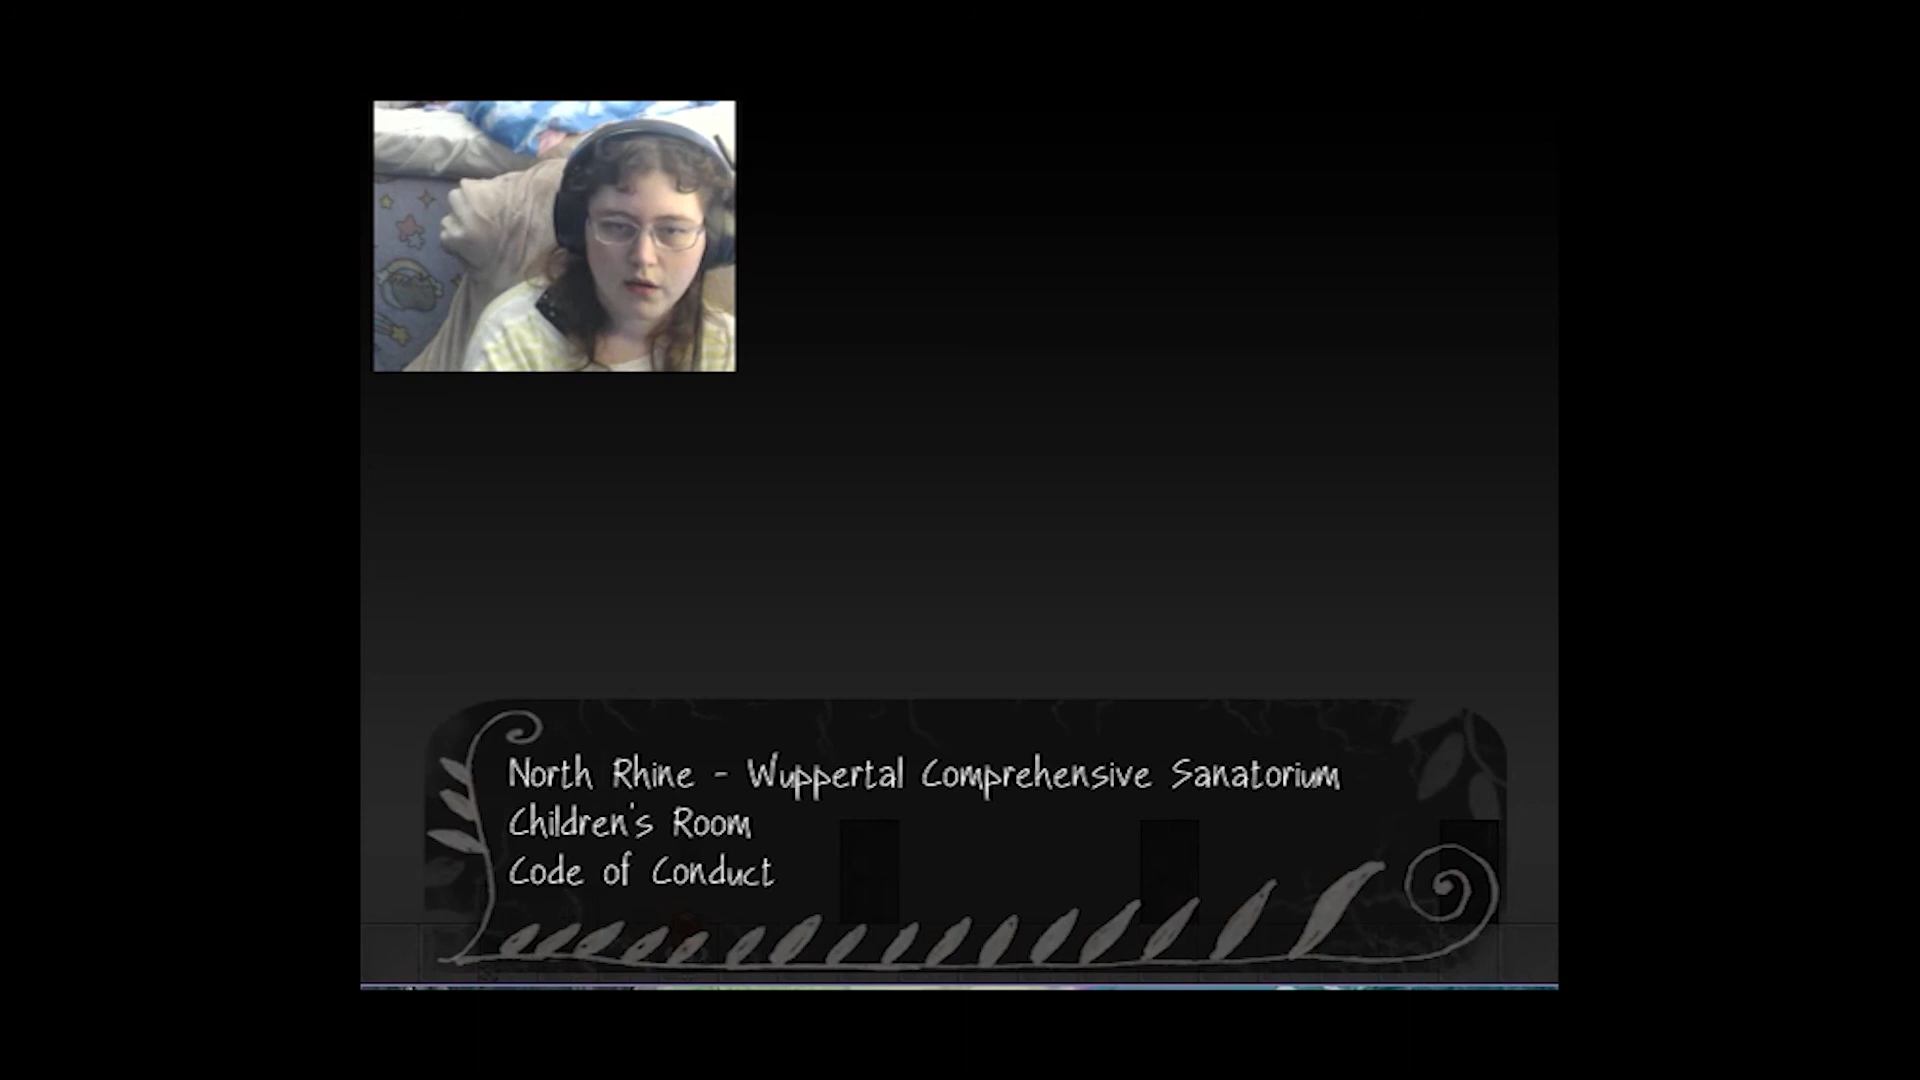 North Rhine - Wuppertal Comprehensive Sanatorium
Children's Room
Code of Conduct